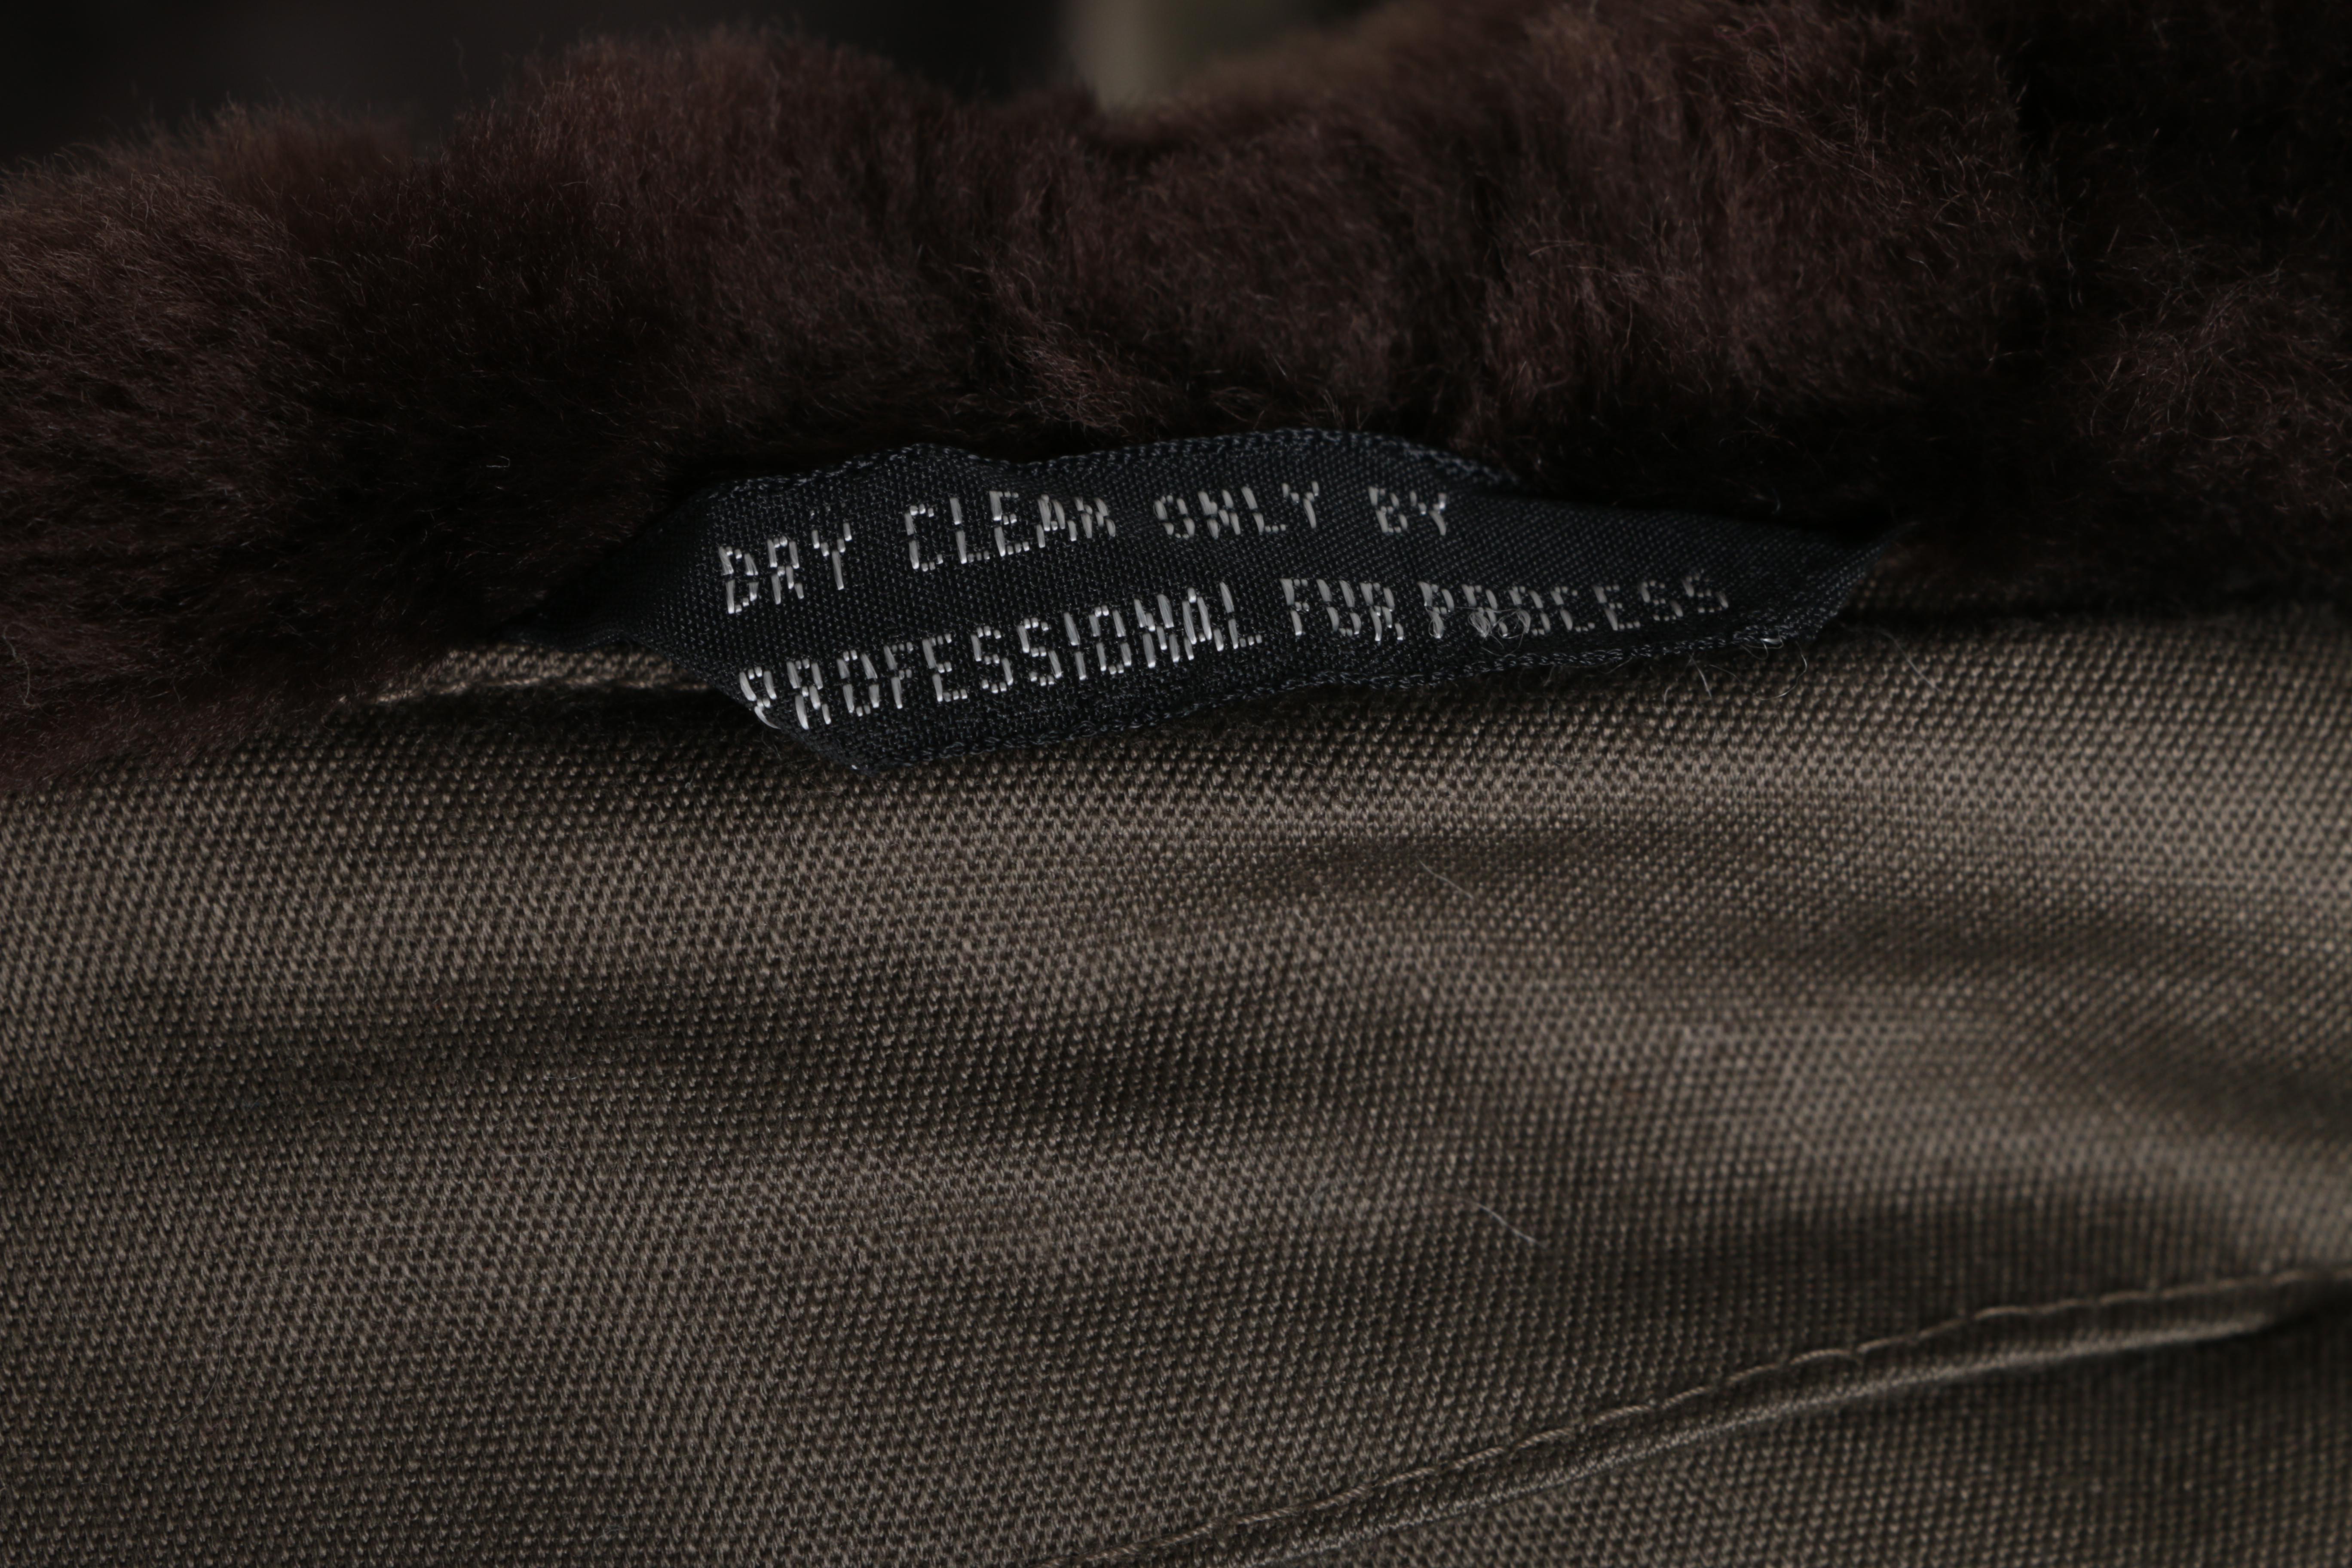 DRY CLEAN ONLY BY
PROFESSIONAL FUR PROCESS